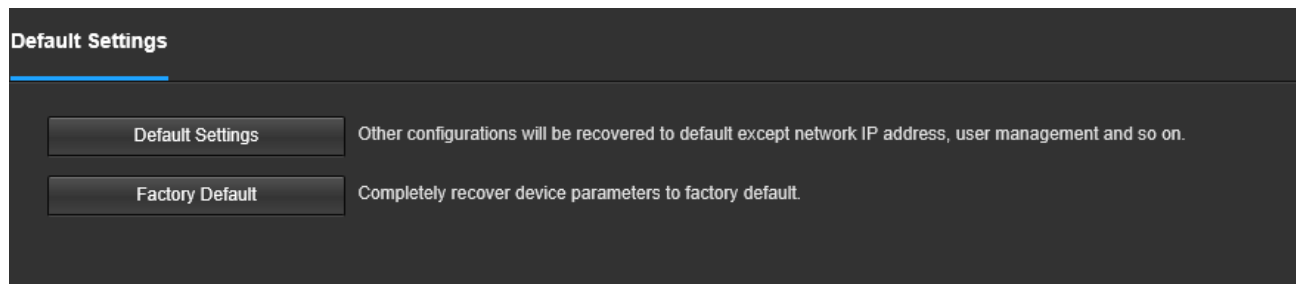 Default Settings
Default Settings Other configurations will be recovered to default except network IP address, user management and so on.
Factory Default Completely recover device parameters to factory default.